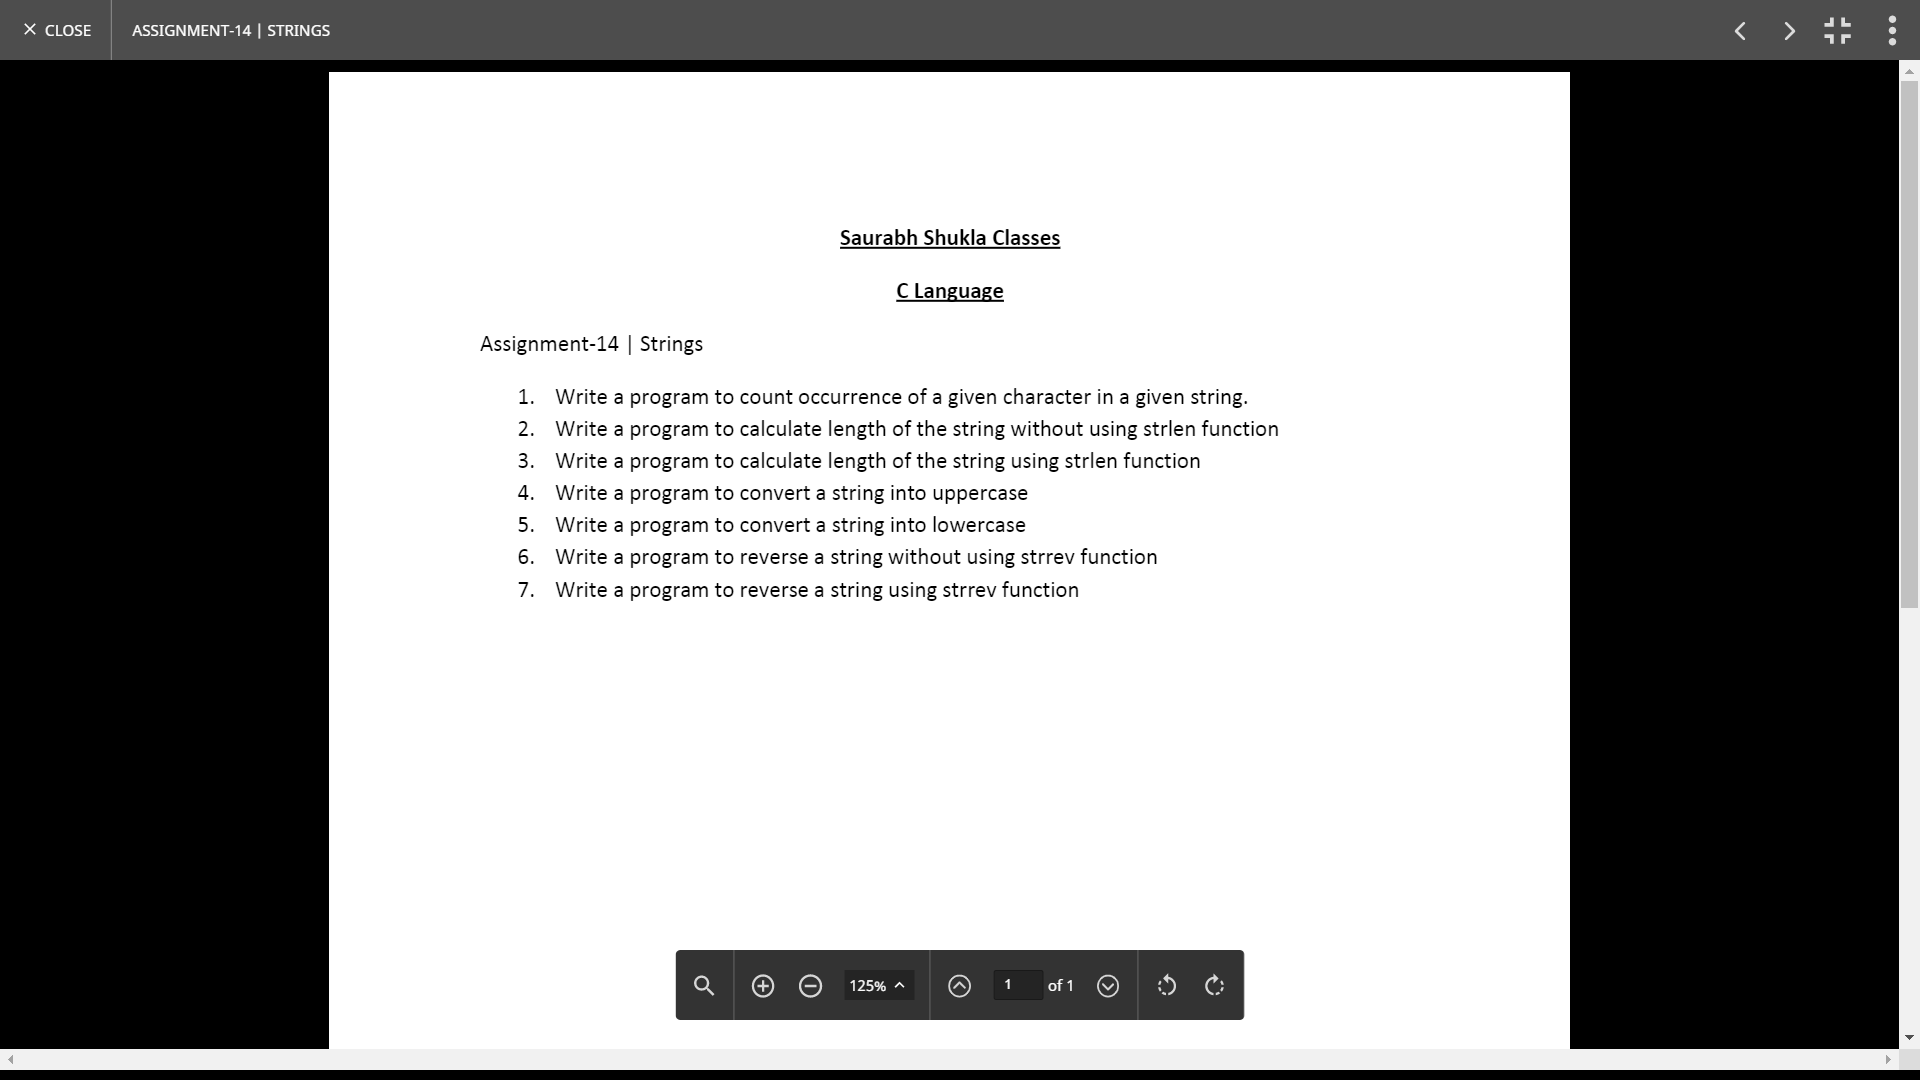 CLOSE
ASSIGNMENT-14 | STRINGS
Saurabh Shukla Classes
C Language
Assignment-14 | Strings
1. Write a program to count occurrence of a given character in a given string.
2. Write a program to calculate length of the string without using strlen function
3. Write a program to calculate length of the string using strlen function
4. Write a program to convert a string into uppercase
5. Write a program to convert a string into lowercase
6. Write a program to reverse a string without using strrev function
7. Write a program to reverse a string using strrev function
125% 1 of 1